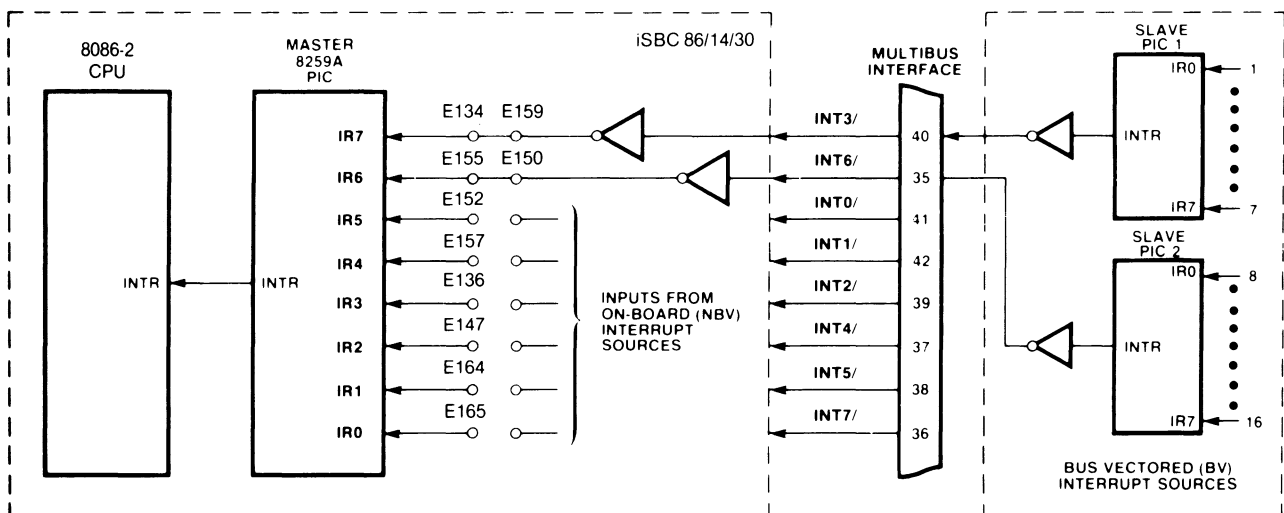 iSBC 86/14/30
8086-2
CPU
MASTER
8259A
PIC
MULTIBUS
INTERFACE
SLAVE
PIC 1
IR0
1
INTR
IR7
7
E134
E159
IR7
INT3/
40
E155
E150
IR6
INT6/
35
E152
IR5
INT0/
41
E157
IR4
INT1/
42
INTR
INTR
E136
IR3
INT2/
39
E147
IR2
INT4/
37
E164
IR1
INT5/
38
E165
IR0
INT7/
36
INPUTS FROM
ON-BOARD (NBV)
INTERRUPT
SOURCES
SLAVE
PIC 2
IR0
8
INTR
IR7
16
BUS VECTORED (BV)
INTERRUPT SOURCES